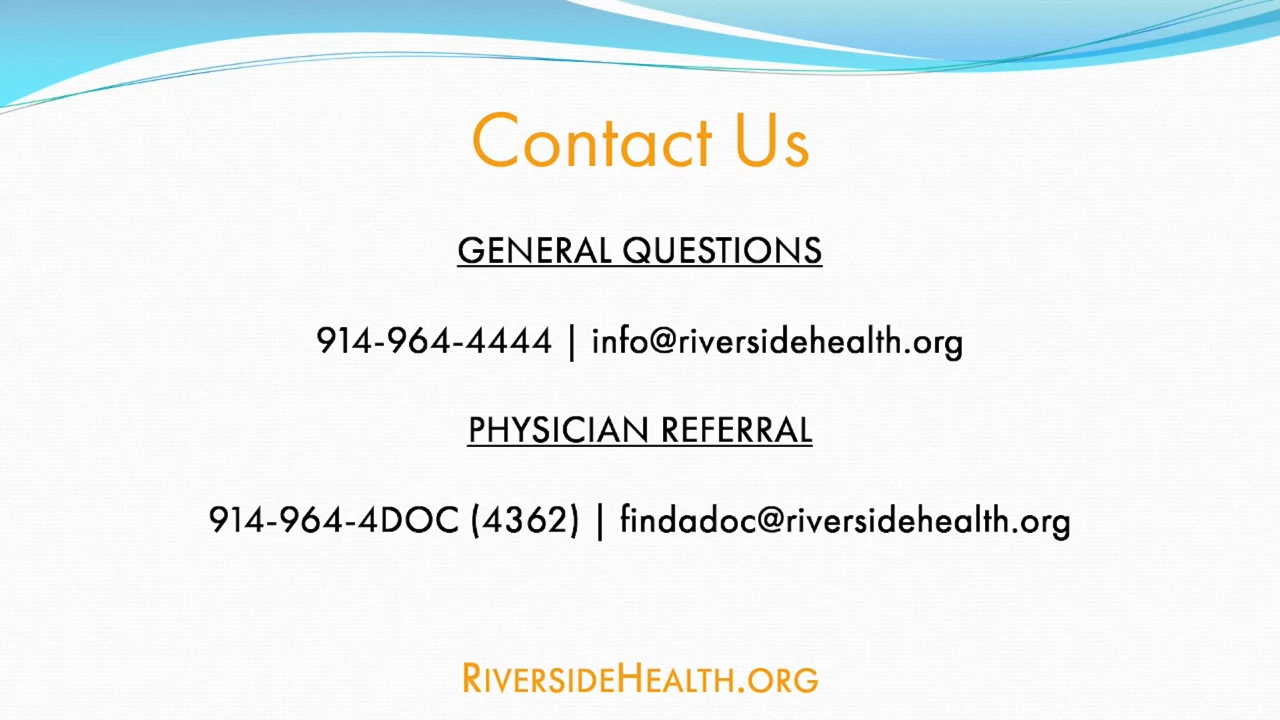 Contact Us
GENERAL QUESTIONS
914-964-4444 | info@riversidehealth.org
PHYSICIAN REFERRAL
914-964-4DOC (4362) | findadoc@riversidehealth.org
RIVERSIDEHEALTH.ORG